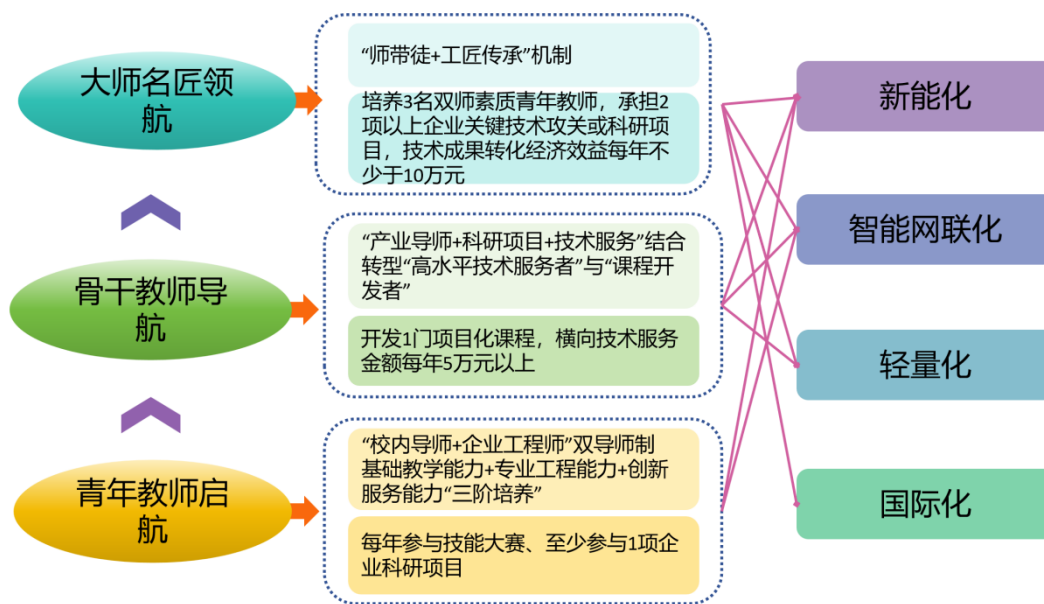 大师名匠领
航
“师带徒+工匠传承”机制
培养3名双师素质青年教师，承担2
项以上企业关键技术攻关或科研项
目，技术成果转化经济效益每年不
少于10万元
骨干教师导
航
“产业导师+科研项目+技术服务”结合
转型“高水平技术服务者”与“课程开
发者”
开发1门项目化课程，横向技术服务
金额每年5万元以上
青年教师启
航
“校内导师+企业工程师”双导师制
基础教学能力+专业工程能力+创新
服务能力“三阶培养”
每年参与技能大赛、至少参与1项企
业科研项目
新能化
智能网联化
轻量化
国际化